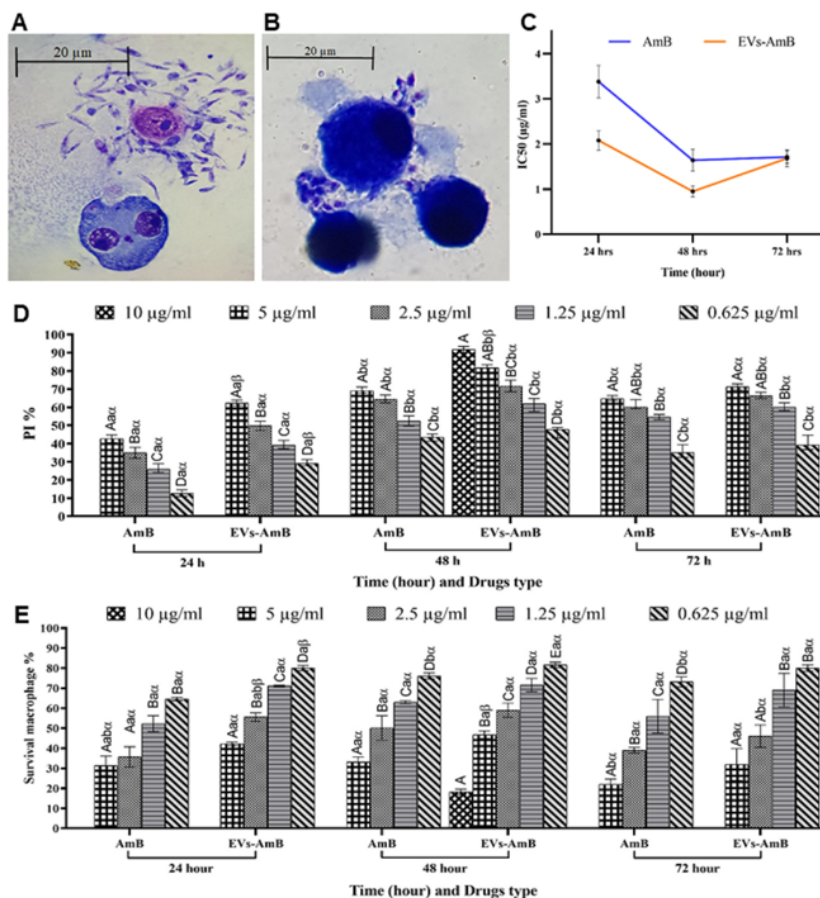 A
20 µm
B
20 µm
C
AmB
EVs-AmB
IC50 (µg/ml)
4
3
2
1
0
24 hrs
48 hrs
72 hrs
Time (hour)
D
10 µg/ml
5 µg/ml
2.5 µg/ml
1.25 µg/ml
0.625 µg/ml
PI %
100
90
80
70
60
50
40
30
20
10
0
Aaα
Baα
Caα
Daα
Aaβ
Baα
Caα
Daβ
Abα
Abα
Bbα
Cbα
A
ABbβ
BCbα
Cbα
Dbα
Abα
ABbα
Bbα
Cbα
Acα
ABbα
Bbα
Cbα
AmB
EVs-AmB
AmB
EVs-AmB
AmB
EVs-AmB
24 h
48 h
72 h
Time (hour) and Drugs type
E
10 µg/ml
5 µg/ml
2.5 µg/ml
1.25 µg/ml
0.625 µg/ml
Survival macrophage %
100
90
80
70
60
50
40
30
20
10
0
Aabα
Aaα
Baα
Baα
Aaα
Babβ
Caα
Daβ
Aaα
Baα
Caα
Dbα
A
Baβ
Caα
Daα
Eaα
Abα
Baα
Caα
Dbα
Aaα
Abα
Baα
Baα
AmB
EVs-AmB
AmB
EVs-AmB
AmB
EVs-AmB
24 hour
48 hour
72 hour
Time (hour) and Drugs type